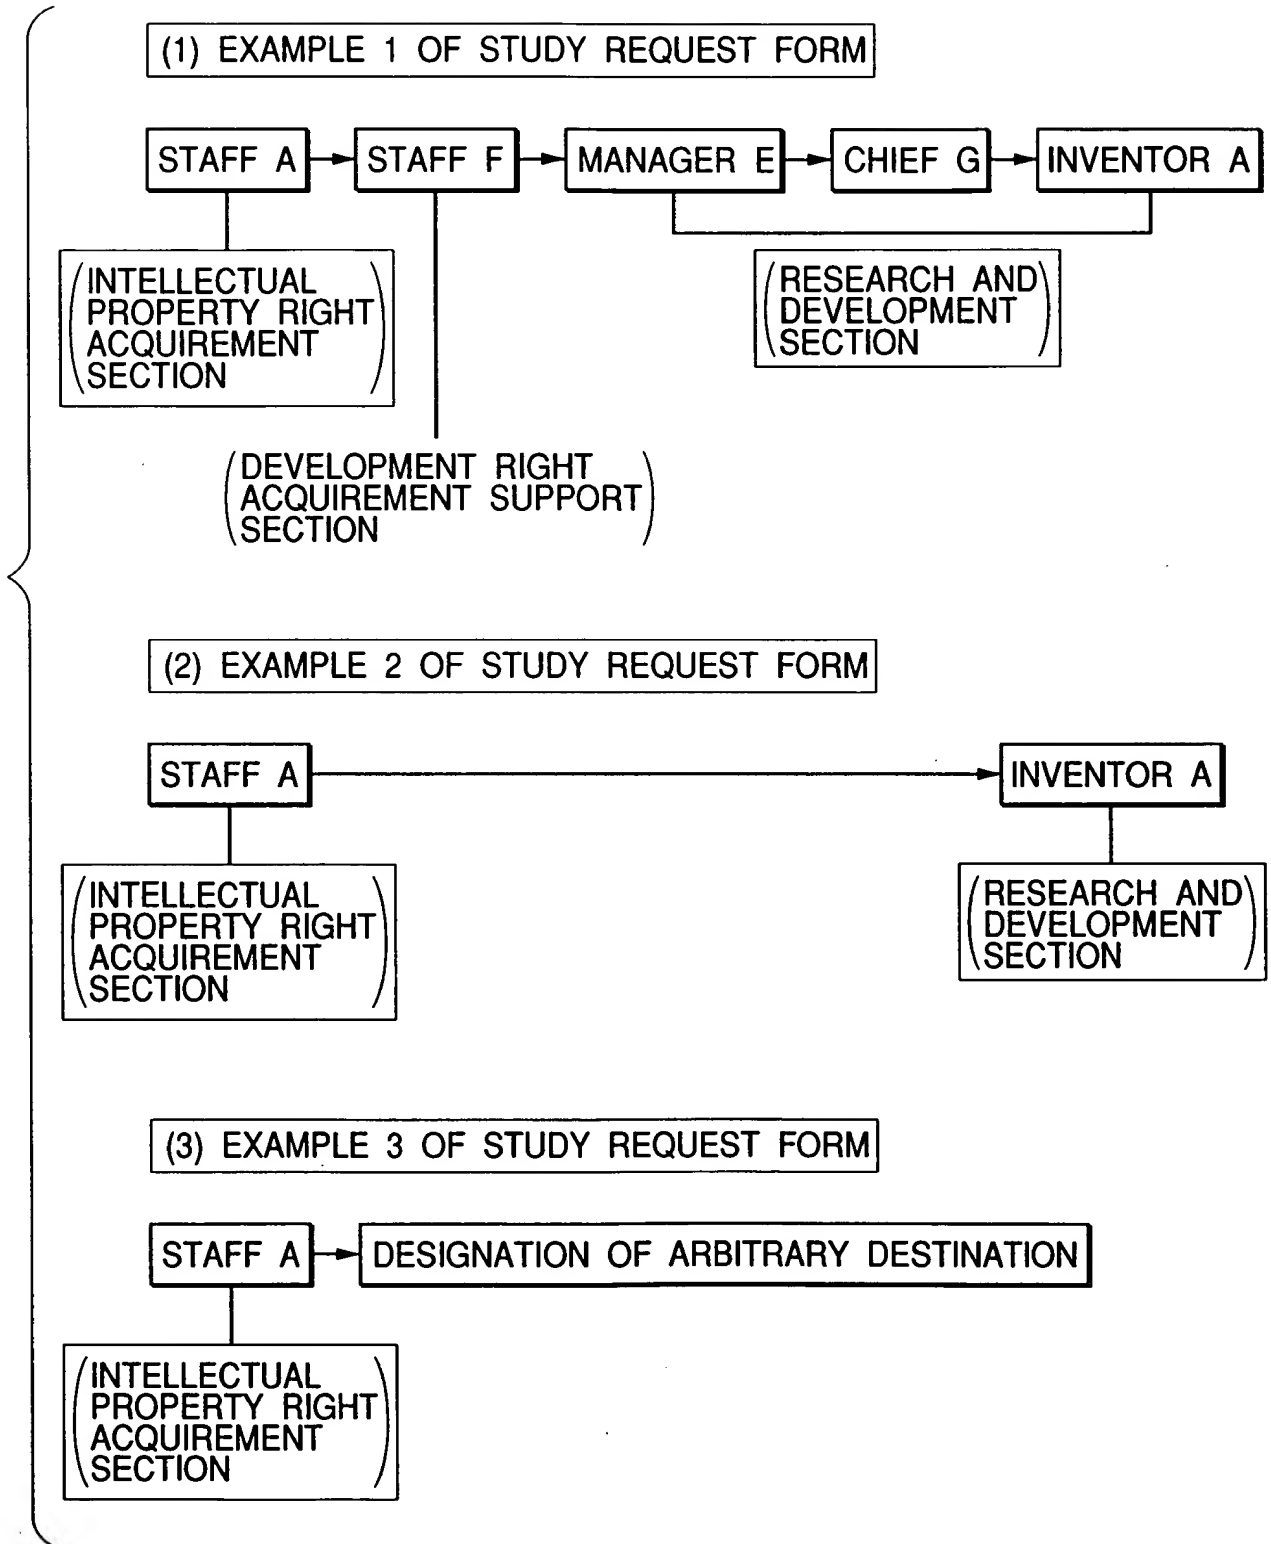 (1) EXAMPLE 1 OF STUDY REQUEST FORM
STAFF A
STAFF F
MANAGER E
CHIEF G
INVENTOR A
(INTELLECTUAL
PROPERTY RIGHT
ACQUIREMENT
SECTION)
(RESEARCH AND
DEVELOPMENT
SECTION)
(DEVELOPMENT RIGHT
ACQUIREMENT SUPPORT
SECTION)
(2) EXAMPLE 2 OF STUDY REQUEST FORM
STAFF A
INVENTOR A
(INTELLECTUAL
PROPERTY RIGHT
ACQUIREMENT
SECTION)
(RESEARCH AND
DEVELOPMENT
SECTION)
(3) EXAMPLE 3 OF STUDY REQUEST FORM
STAFF A
DESIGNATION OF ARBITRARY DESTINATION
(INTELLECTUAL
PROPERTY RIGHT
ACQUIREMENT
SECTION)